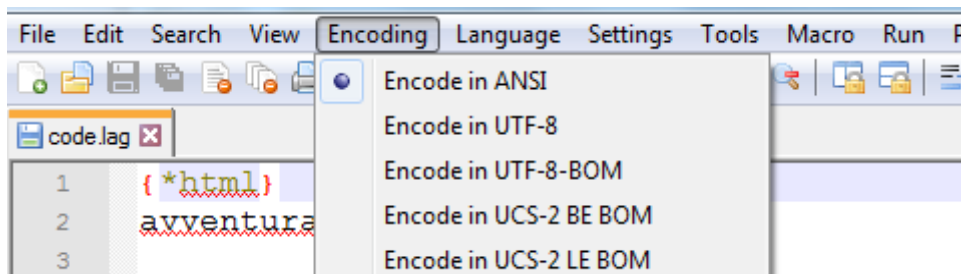 File Edit Search View Encoding Language Settings Tools Macro Run
Encode in ANSI
code.lag
Encode in UTF-8
Encode in UTF-8-BOM
1 {*html}
Encode in UCS-2 BE BOM
2 avventura
3
Encode in UCS-2 LE BOM